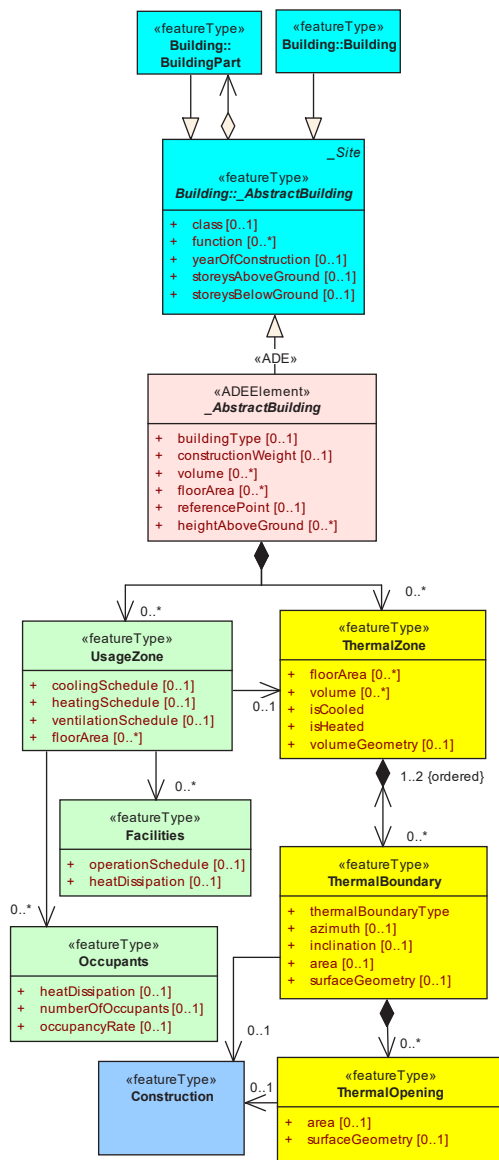 «featureType»
Building::
BuildingPart
«featureType»
Building::Building
_Site
«featureType»
Building::_AbstractBuilding
+ class [0..1]
+ function [0..*]
+ yearOfConstruction [0..1]
+ storeysAboveGround [0..1]
+ storeysBelowGround [0..1]
«ADE»
«ADEElement»
_AbstractBuilding
+ buildingType [0..1]
+ constructionWeight [0..1]
+ volume [0..*]
+ floorArea [0..*]
+ referencePoint [0..1]
+ heightAboveGround [0..*]
0..*
0..*
«featureType»
UsageZone
+ coolingSchedule [0..1]
+ heatingSchedule [0..1]
+ ventilationSchedule [0..1]
+ floorArea [0..*]
0..1
«featureType»
ThermalZone
+ floorArea [0..*]
+ volume [0..*]
+ isCooled
+ isHeated
+ volumeGeometry [0..1]
1..2 {ordered}
0..*
0..*
«featureType»
Facilities
+ operationSchedule [0..1]
+ heatDissipation [0..1]
«featureType»
ThermalBoundary
+ thermalBoundaryType
+ azimuth [0..1]
+ inclination [0..1]
+ area [0..1]
+ surfaceGeometry [0..1]
0..*
«featureType»
Occupants
+ heatDissipation [0..1]
+ numberOfOccupants [0..1]
+ occupancyRate [0..1]
0..1
0..*
«featureType»
Construction
0..1
«featureType»
ThermalOpening
+ area [0..1]
+ surfaceGeometry [0..1]